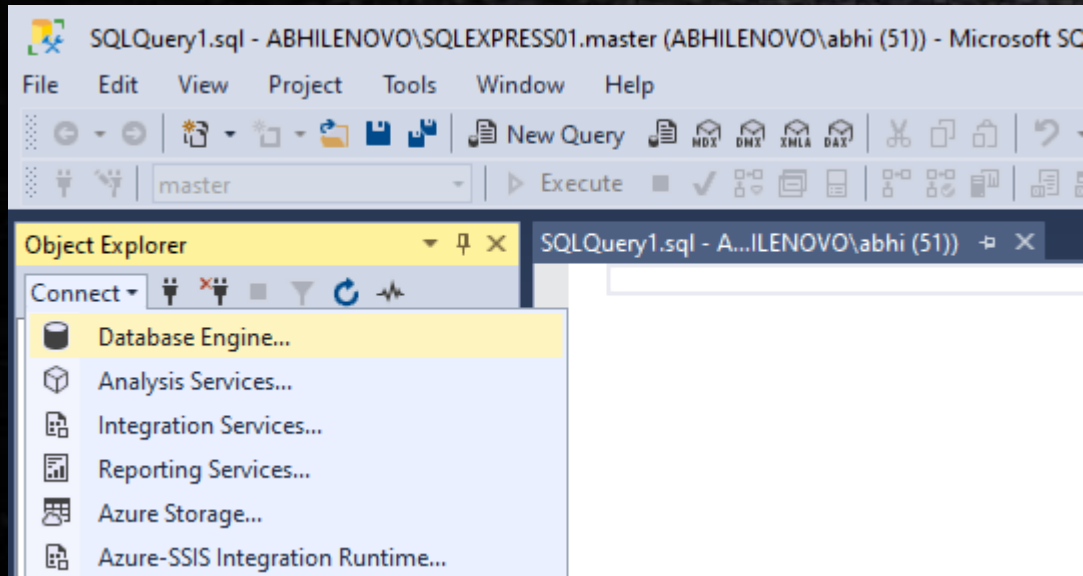 SQLQuery1.sql - ABHILENOVO\SQLEXPRESS01.master (ABHILENOVO\abhi (51)) - Microsoft SQ
File Edit View Project Tools Window Help
New Query MDX DMX XMLA DAX
master Execute
Object Explorer
SQLQuery1.sql - A...ILENOVO\abhi (51))
Connect
Database Engine...
Analysis Services...
Integration Services...
Reporting Services...
Azure Storage...
Azure-SSIS Integration Runtime...